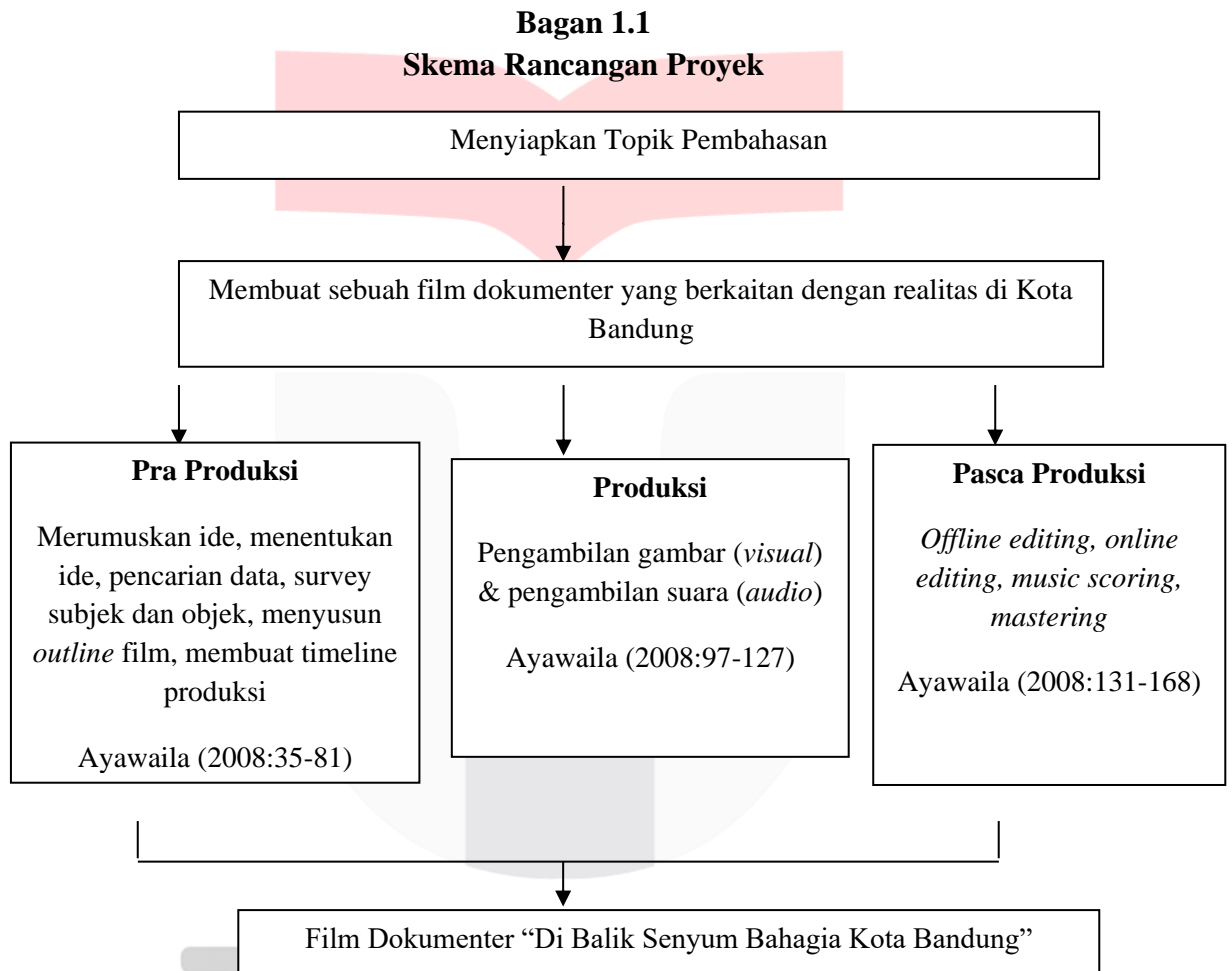 Bagan 1.1
Skema Rancangan Proyek
Menyiapkan Topik Pembahasan
Membuat sebuah film dokumenter yang berkaitan dengan realitas di Kota
Bandung
Pra Produksi
Merumuskan ide, menentukan
ide, pencarian data, survey
subjek dan objek, menyusun
outline film, membuat timeline
produksi
Ayawaila (2008:35-81)
Produksi
Pengambilan gambar (visual)
& pengambilan suara (audio)
Ayawaila (2008:97-127)
Pasca Produksi
Offline editing, online
editing, music scoring,
mastering
Ayawaila (2008:131-168)
Film Dokumenter “Di Balik Senyum Bahagia Kota Bandung”